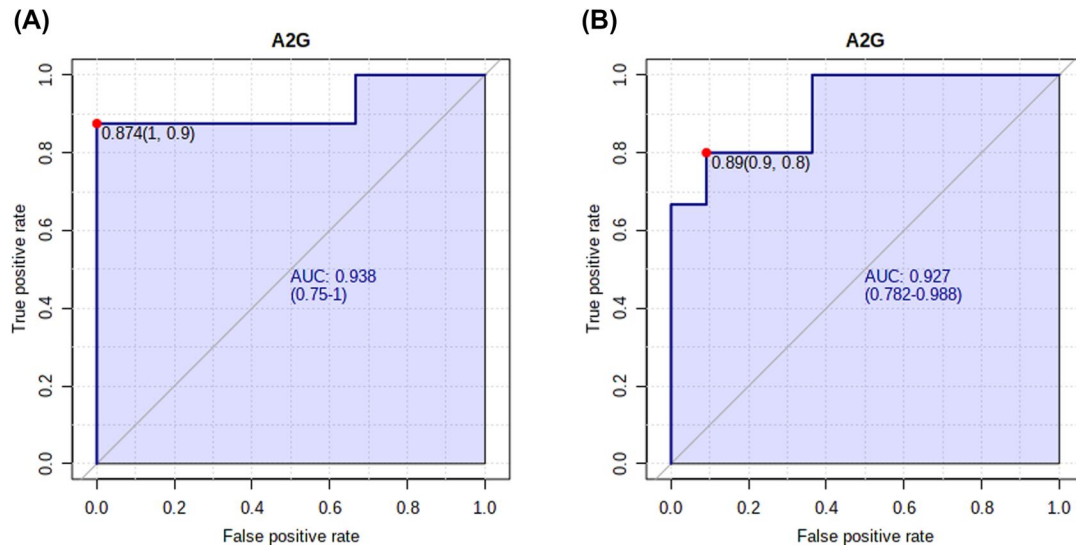 (A)
A2G
True positive rate
1.0
0.8
0.6
0.4
0.2
0.0
0.874(1, 0.9)
AUC: 0.938
(0.75-1)
0.0 0.2 0.4 0.6 0.8 1.0
False positive rate
(B)
A2G
True positive rate
1.0
0.8
0.6
0.4
0.2
0.0
0.89(0.9, 0.8)
AUC: 0.927
(0.782-0.988)
0.0 0.2 0.4 0.6 0.8 1.0
False positive rate